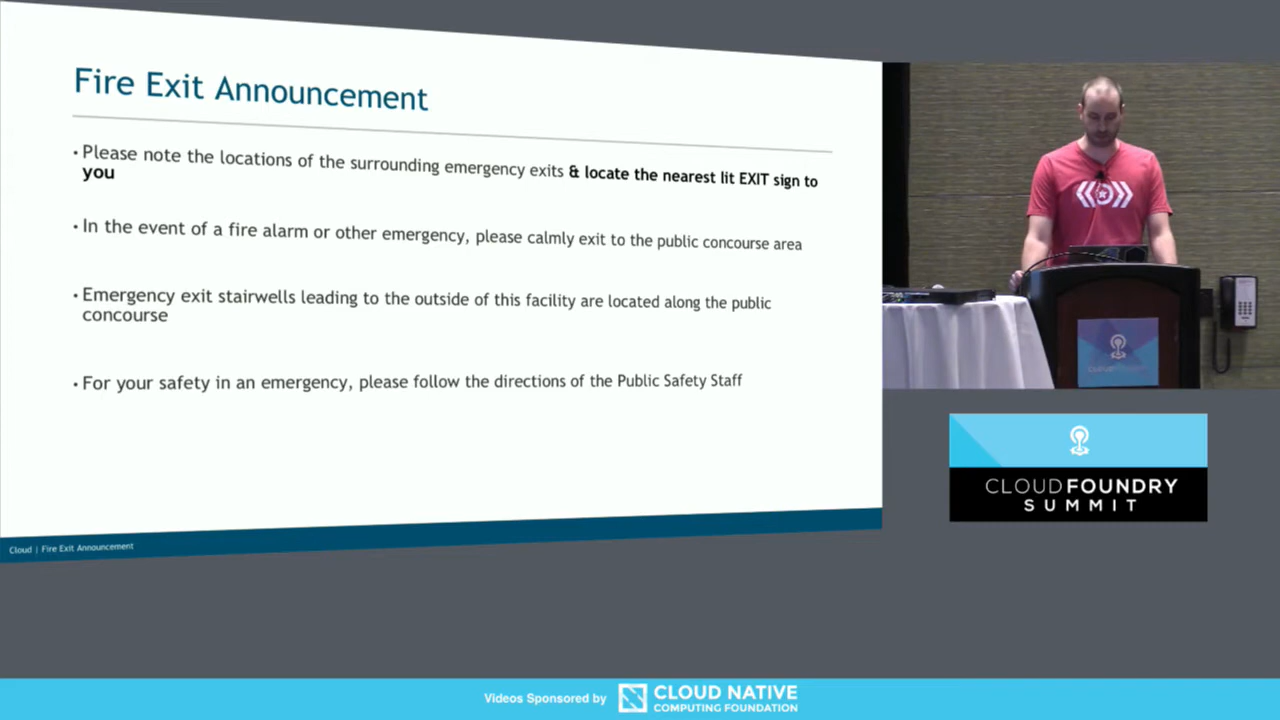 Fire Exit Announcement
• Please note the locations of the surrounding emergency exits & locate the nearest lit EXIT sign to
you
• In the event of a fire alarm or other emergency, please calmly exit to the public concourse area
• Emergency exit stairwells leading to the outside of this facility are located along the public
concourse
• For your safety in an emergency, please follow the directions of the Public Safety Staff
Cloud | Fire Exit Announcement
CLOUD FOUNDRY
CLOUDFOUNDRY
SUMMIT
Videos Sponsored by
CLOUD NATIVE
COMPUTING FOUNDATION